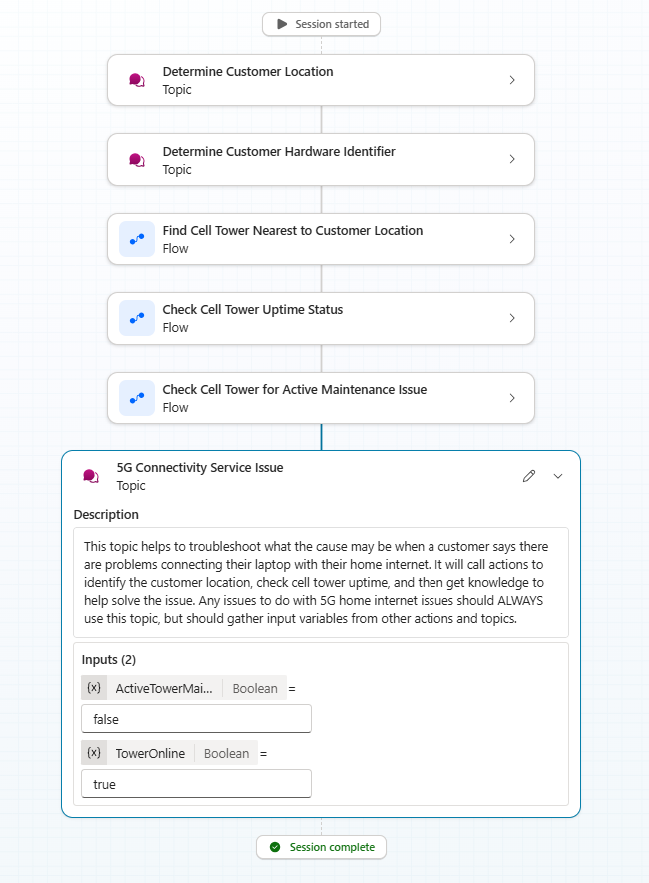 Session started
Determine Customer Location
Topic
Determine Customer Hardware Identifier
Topic
Find Cell Tower Nearest to Customer Location
Flow
Check Cell Tower Uptime Status
Flow
Check Cell Tower for Active Maintenance Issue
Flow
5G Connectivity Service Issue
Topic
Description
This topic helps to troubleshoot what the cause may be when a customer says there
are problems connecting their laptop with their home internet. It will call actions to
identify the customer location, check cell tower uptime, and then get knowledge to
help solve the issue. Any issues to do with 5G home internet issues should ALWAYS
use this topic, but should gather input variables from other actions and topics.
Inputs (2)
{x} ActiveTowerMai... Boolean =
false
{x} TowerOnline Boolean =
true
Session complete